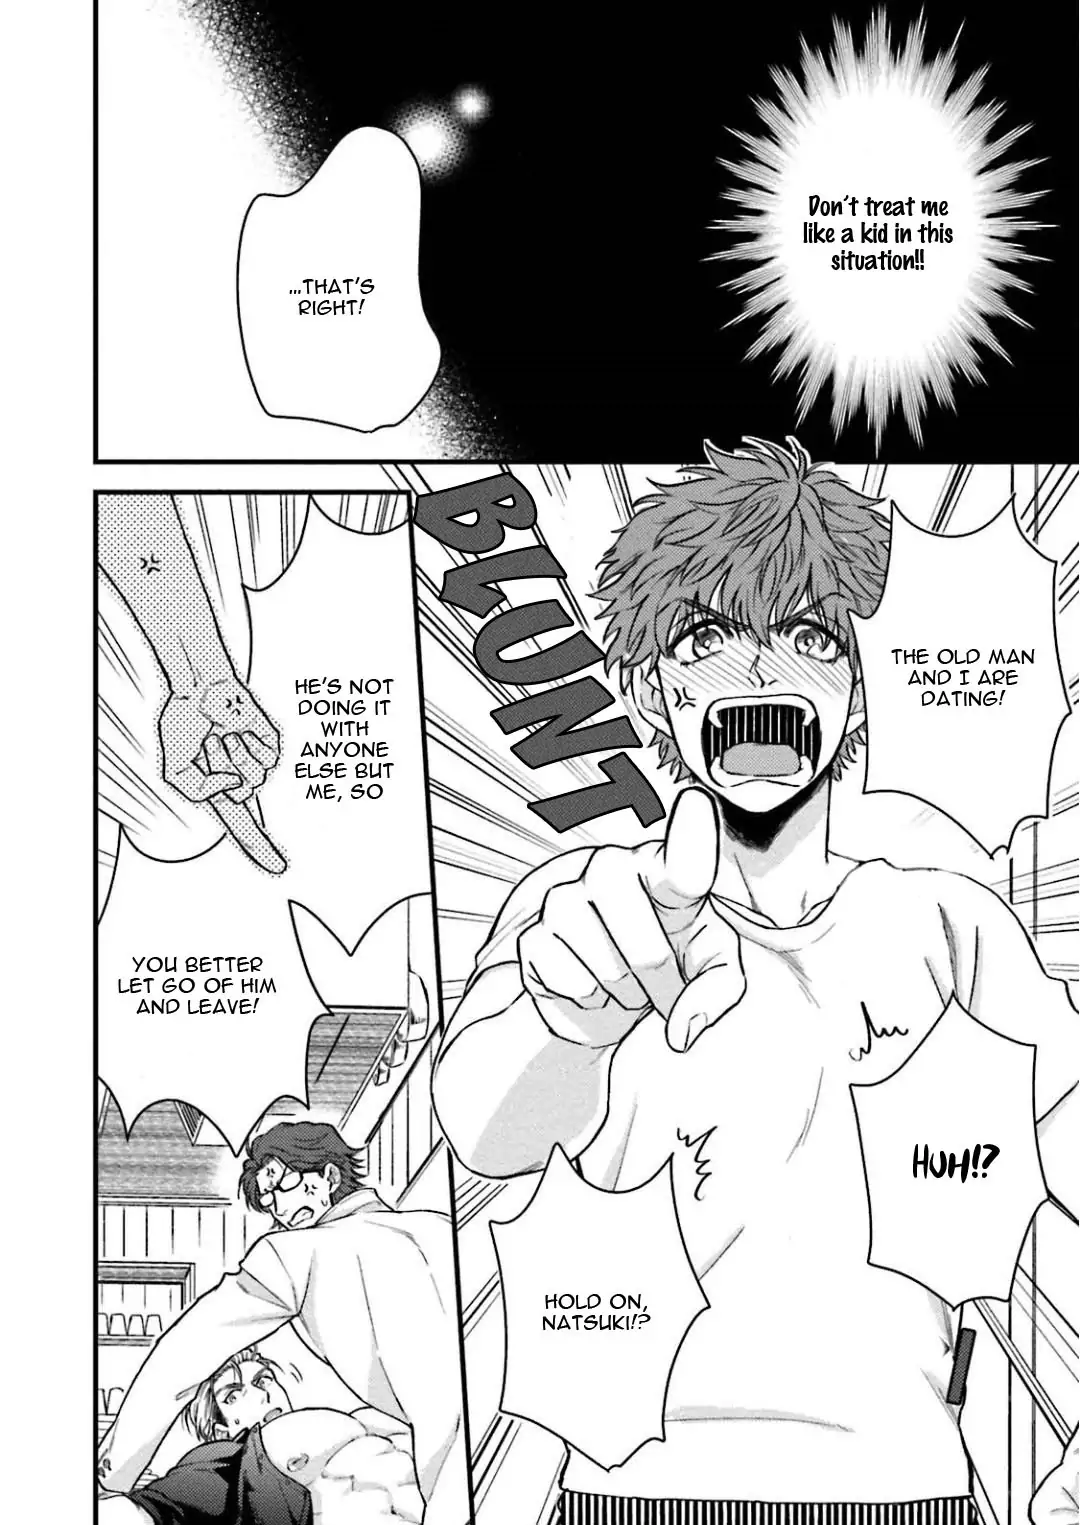 Don't treat me
like a kid in this
situation!!
...THAT'S
RIGHT!
THE OLD MAN
AND I ARE
DATING!
BLUNT
HUH!?
HOLD ON,
NATSUKI!?
HE'S NOT
DOING IT
WITH
ANYONE
ELSE BUT
ME, SO
YOU BETTER
LET GO OF HIM
AND LEAVE!